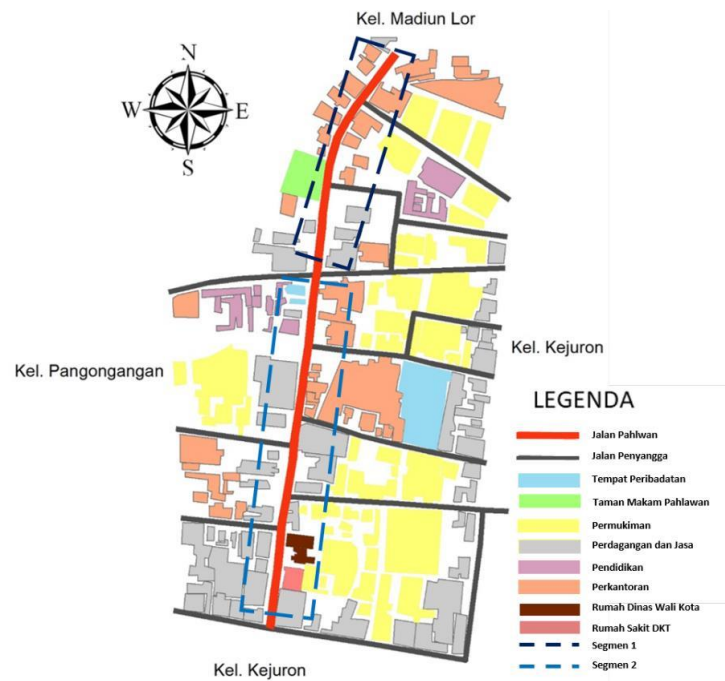 Kel. Madiun Lor
N
W E
S
Kel. Kejuron
Kel. Pangongangan
LEGENDA
Jalan Pahlwan
Jalan Penyangga
Tempat Peribadatan
Taman Makam Pahlawan
Permukiman
Perdagangan dan Jasa
Pendidikan
Perkantoran
Rumah Dinas Wali Kota
Rumah Sakit DKT
Segmen 1
Segmen 2
Kel. Kejuron